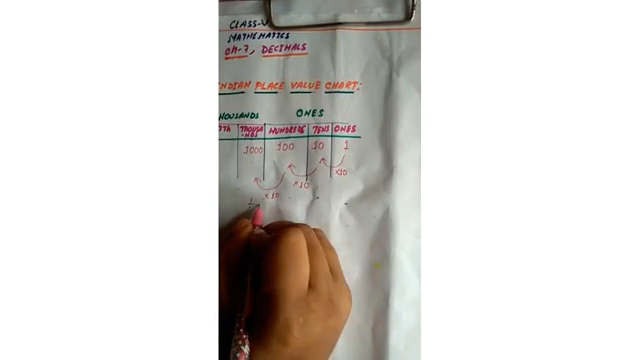 CLASS-V
MATHEMATICS
CH-7, DECIMALS
INDIAN PLACE VALUE CHART:
HOUSANDS ONES
TTH THOUSA-NDS HUNDREDS TENS ONES
1000 100 10 1
×10
×10
×10